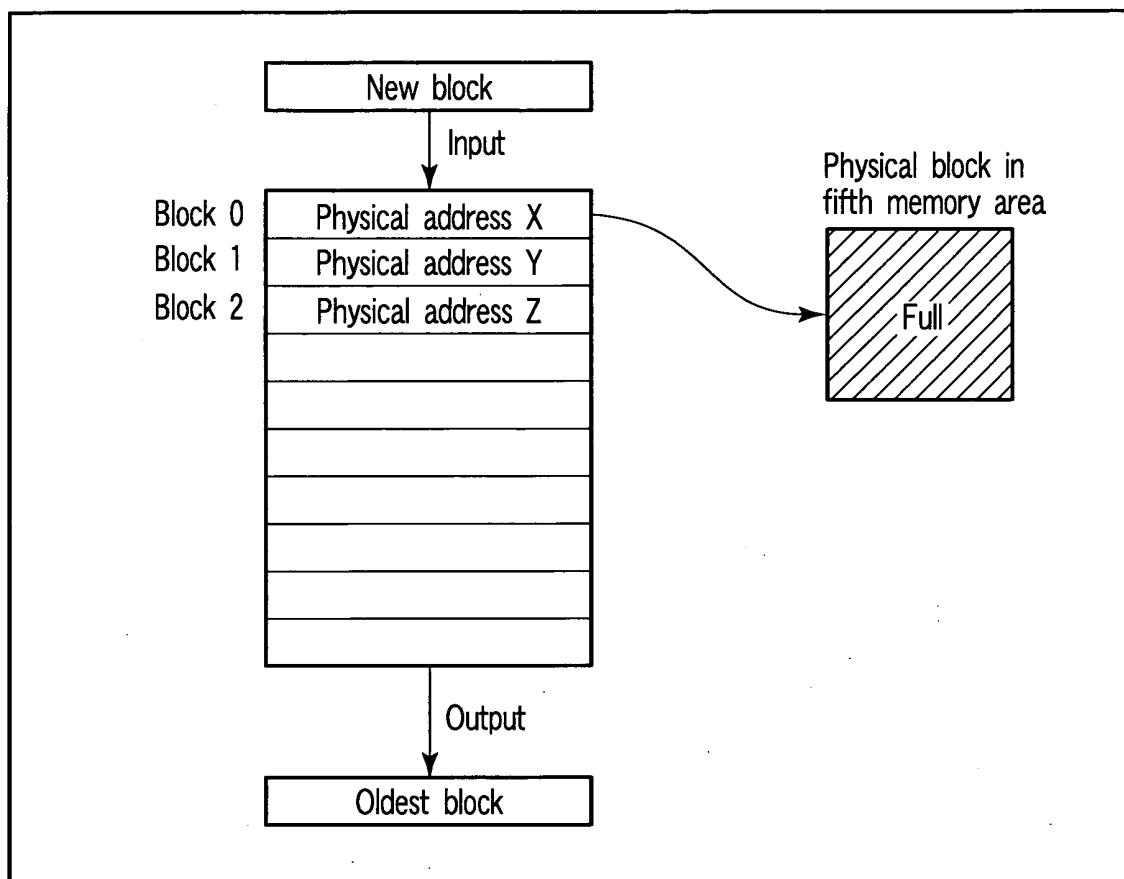 New block
Input
Physical block in
fifth memory area
Block 0 Physical address X
Block 1 Physical address Y
Block 2 Physical address Z
Full
Output
Oldest block